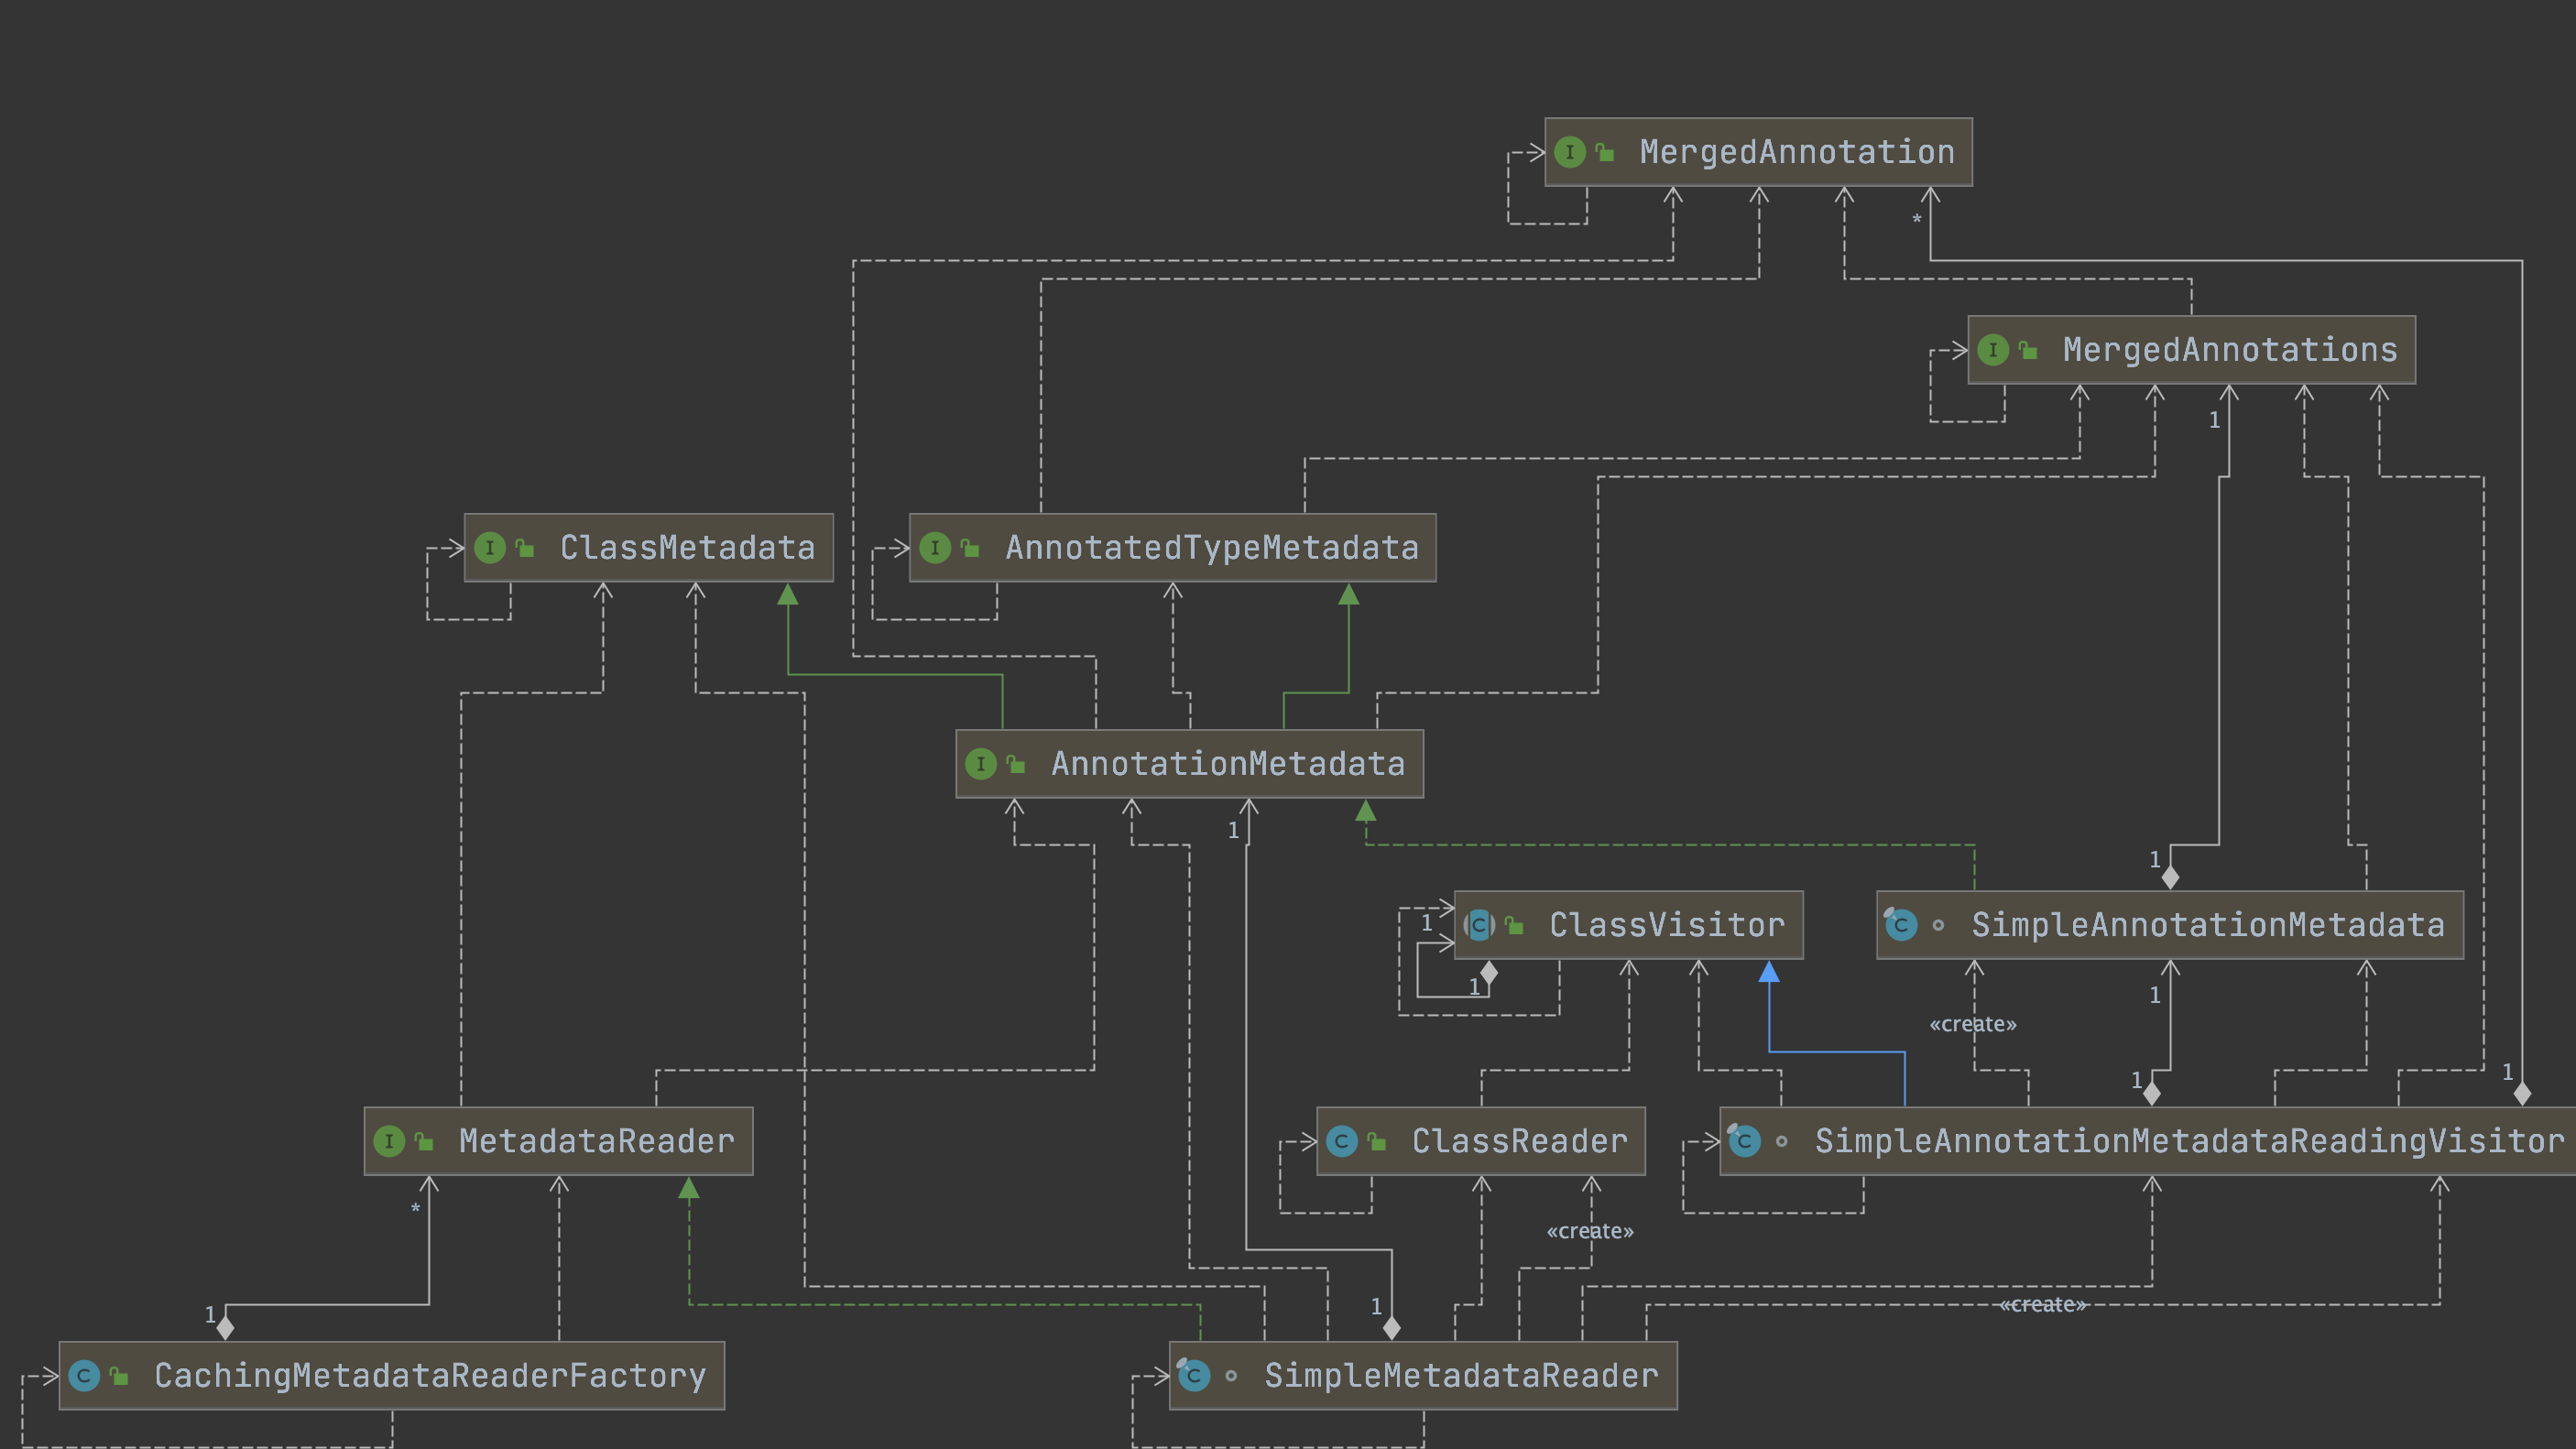 MergedAnnotation
*
MergedAnnotations
1
ClassMetadata
AnnotatedTypeMetadata
AnnotationMetadata
1
1
ClassVisitor
1
1
SimpleAnnotationMetadata
1
«create»
1
1
MetadataReader
ClassReader
SimpleAnnotationMetadataReadingVisitor
*
«create»
1
1
«create»
CachingMetadataReaderFactory
SimpleMetadataReader